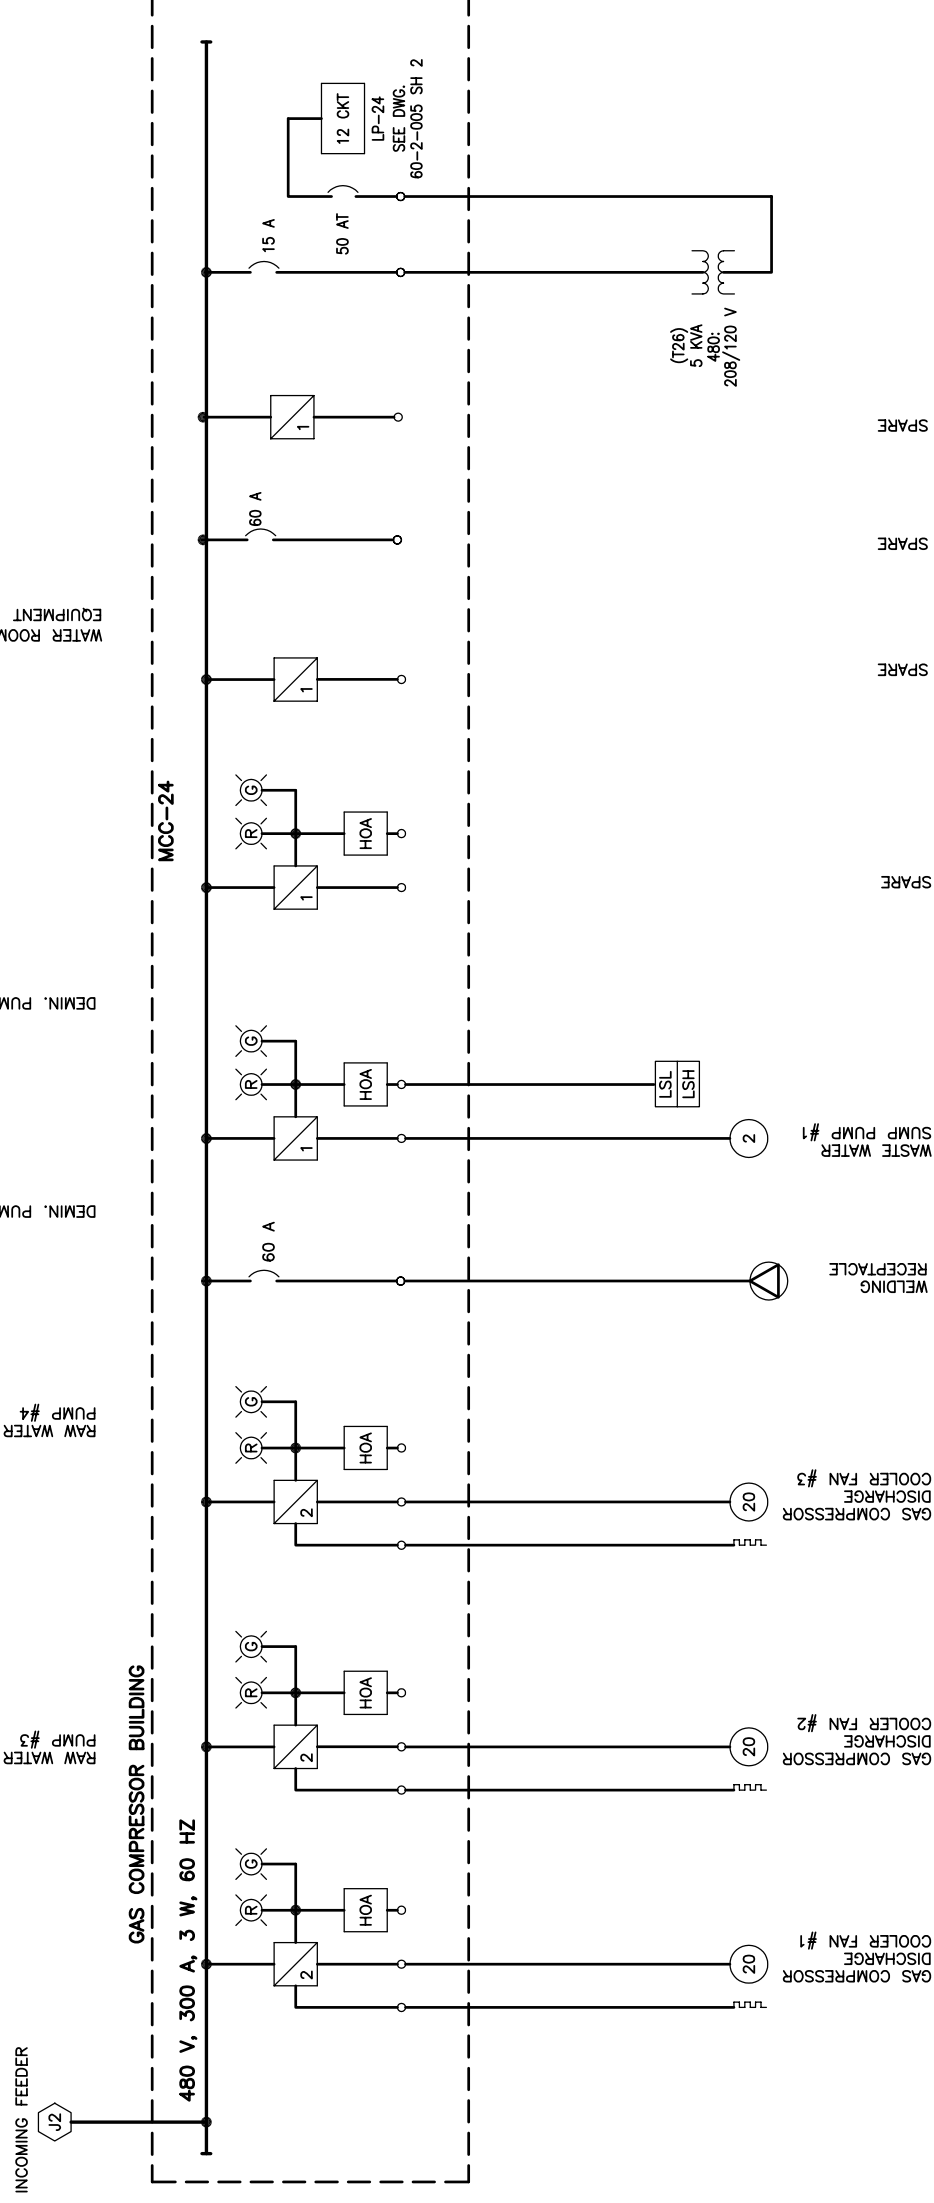 INCOMING FEEDER
J2
GAS COMPRESSOR BUILDING
480 V, 300 A, 3 W, 60 HZ
MCC-24
RAW WATER
PUMP #3
RAW WATER
PUMP #4
DEMIN.
DEMIN.
WATER ROOM
EQUIPMENT
R
G
2
HOA
20
GAS COMPRESSOR
DISCHARGE
COOLER FAN #1
R
G
2
HOA
20
GAS COMPRESSOR
DISCHARGE
COOLER FAN #2
R
G
2
HOA
20
GAS COMPRESSOR
DISCHARGE
COOLER FAN #3
60 A
WELDING
RECEPTACLE
R
G
1
HOA
LSL
LSH
2
WASTE WATER
SUMP PUMP #1
R
G
1
HOA
SPARE
1
SPARE
60 A
SPARE
1
SPARE
15 A
50 AT
12 CKT
LP-24
SEE DWG.
60-2-005 SH 2
(T26)
5 KVA
480:
208/120 V